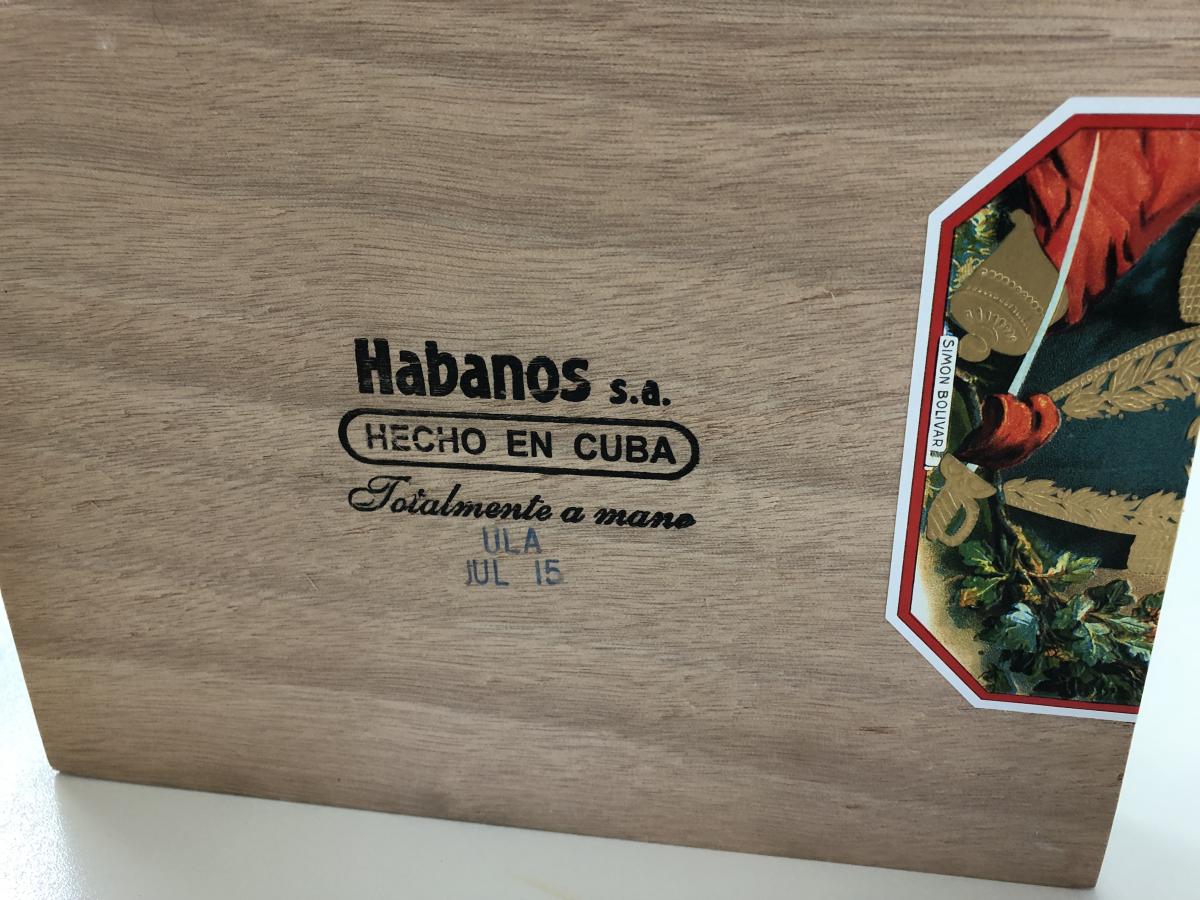 Habanos s.a.
HECHO EN CUBA
Totalmente a mano
ULA
JUL 15
SIMON BOLIVAR